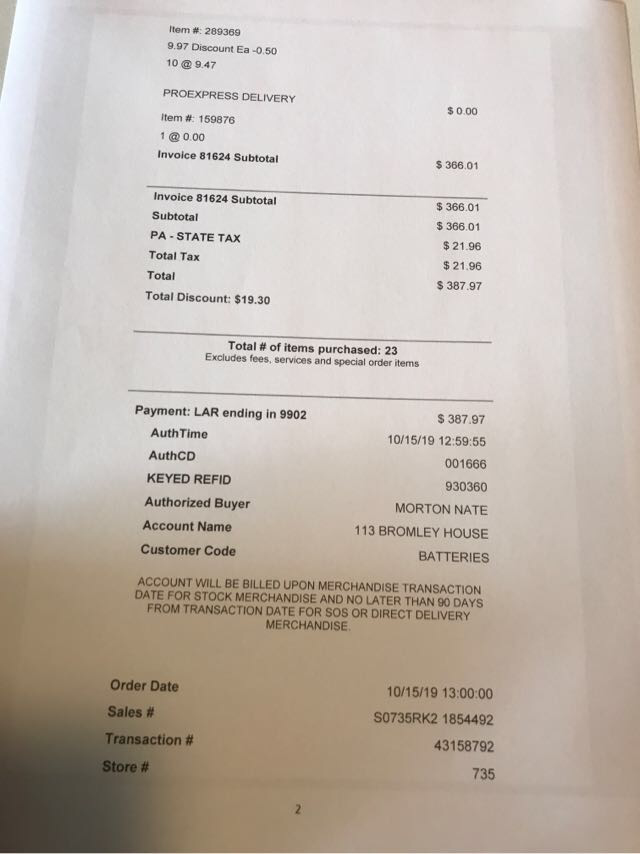 Item #: 289369
9.97 Discount Ea -0.50
10 @ 9.47
PROEXPRESS DELIVERY $ 0.00
Item #: 159876
1 @ 0.00
Invoice 81624 Subtotal $ 366.01
Invoice 81624 Subtotal $ 366.01
Subtotal $ 366.01
PA - STATE TAX $ 21.96
Total Tax $ 21.96
Total $ 387.97
Total Discount: $19.30
Total # of items purchased: 23
Excludes fees, services and special order items
Payment: LAR ending in 9902 $ 387.97
AuthTime 10/15/19 12:59:55
AuthCD 001666
KEYED REFID 930360
Authorized Buyer MORTON NATE
Account Name 113 BROMLEY HOUSE
Customer Code BATTERIES
ACCOUNT WILL BE BILLED UPON MERCHANDISE TRANSACTION
DATE FOR STOCK MERCHANDISE AND NO LATER THAN 90 DAYS
FROM TRANSACTION DATE FOR SOS OR DIRECT DELIVERY
MERCHANDISE.
Order Date 10/15/19 13:00:00
Sales # S0735RK2 1854492
Transaction # 43158792
Store # 735
2